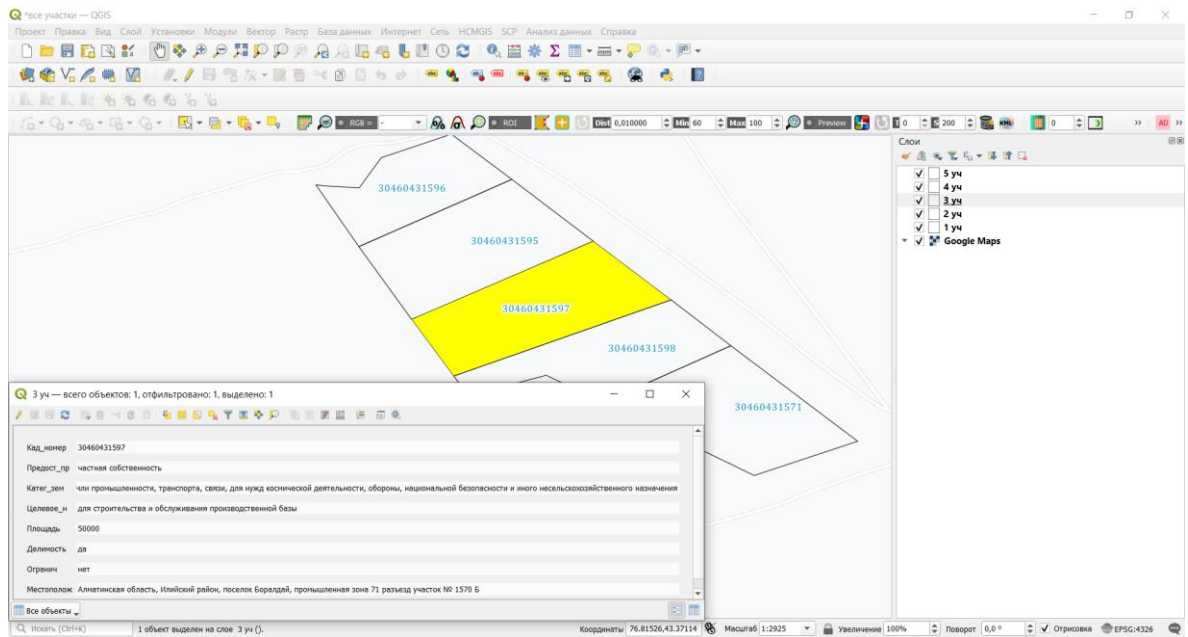 *все участки — QGIS
Проект Правка Вид Слой Установки Модули Вектор Растр База данных Интернет Сеть HCMGIS SCP Анализ данных Справка
RGB = - ROI Dist 0,010000 Min 60 Max 100 Preview T 0 S 200 0 » AD »
Слои
5 уч
4 уч
3 уч
2 уч
1 уч
Google Maps
30460431596
30460431595
30460431597
30460431598
30460431571
3 уч — всего объектов: 1, отфильтровано: 1, выделено: 1
Кад_номер 30460431597
Предост_пр частная собственность
Катег_зем или промышленности, транспорта, связи, для нужд космической деятельности, обороны, национальной безопасности и иного несельскохозяйственного назначения
Целевое_н для строительства и обслуживания производственной базы
Площадь 50000
Делимость да
Огранич нет
Местополож Алматинская область, Илийский район, поселок Боралдай, промышленная зона 71 разъезд участок № 1570 Б
Все объекты
Искать (Ctrl+K) 1 объект выделен на слое 3 уч (). Координаты 76.81526,43.37114 Масштаб 1:2925 Увеличение 100% Поворот 0,0 ° Отрисовка EPSG:4326